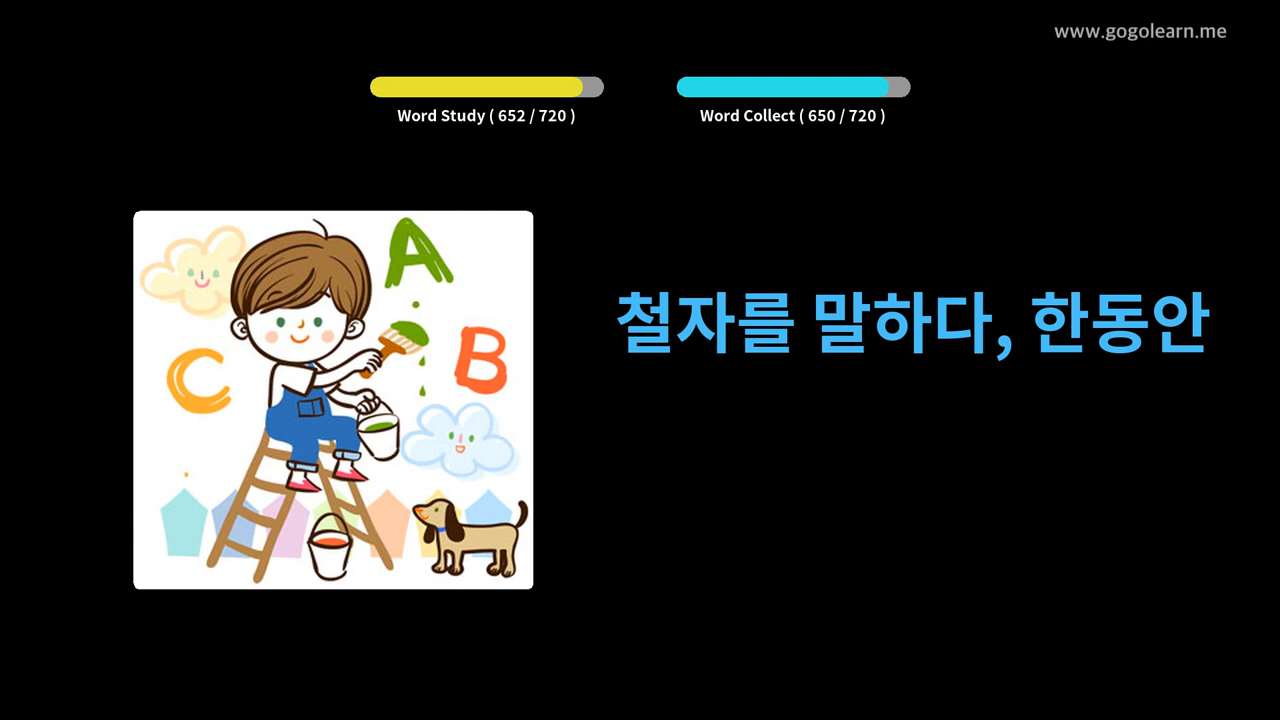 www.gogolearn.me
Word Study ( 652 / 720 )
Word Collect ( 650 / 720 )
A
B
C
철자를 말하다, 한동안